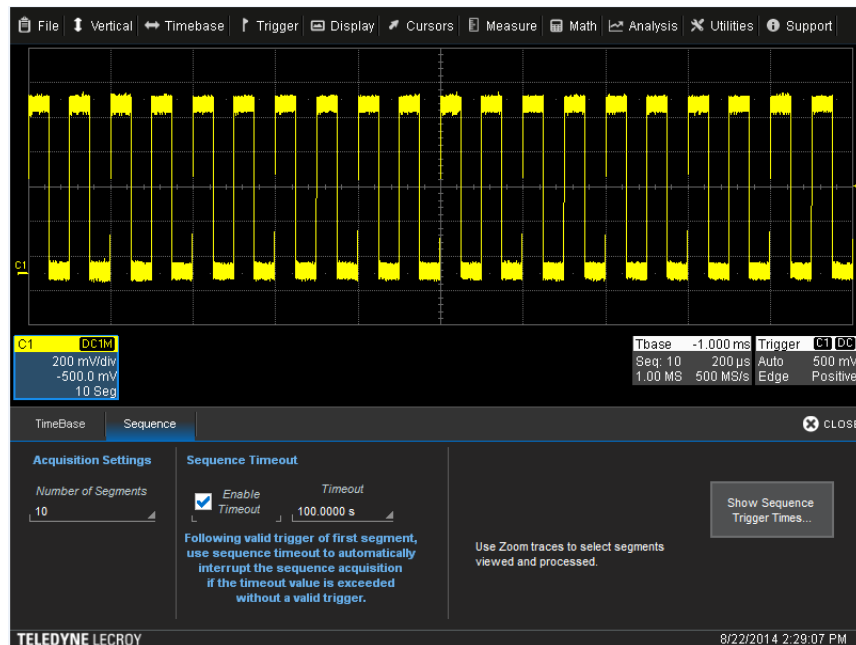 File Vertical Timebase Trigger Display Cursors Measure Math Analysis Utilities Support
C1
C1 DC1M
200 mV/div
-500.0 mV
10 Seg
Tbase -1.000 ms
Seq: 10 200 µs
1.00 MS 500 MS/s
Trigger C1 DC
Auto 500 mV
Edge Positive
TimeBase Sequence CLOSE
Acquisition Settings
Number of Segments
10
Sequence Timeout
Enable
Timeout
Timeout
100.0000 s
Following valid trigger of first segment,
use sequence timeout to automatically
interrupt the sequence acquisition
if the timeout value is exceeded
without a valid trigger.
Use Zoom traces to select segments
viewed and processed.
Show Sequence
Trigger Times...
TELEDYNE LECROY 8/22/2014 2:29:07 PM